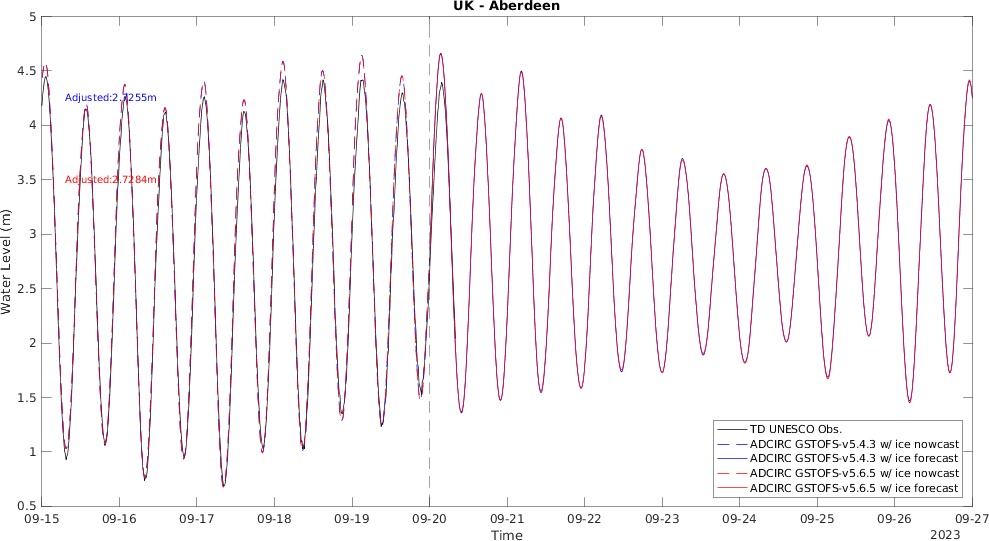 UK - Aberdeen
5
4.5
4
3.5
3
2.5
2
1.5
1
0.5
Water Level (m)
Adjusted:2.7255m
Adjusted:2.7284m
TD UNESCO Obs.
ADCIRC GSTOFS-v5.4.3 w/ ice nowcast
ADCIRC GSTOFS-v5.4.3 w/ ice forecast
ADCIRC GSTOFS-v5.6.5 w/ ice nowcast
ADCIRC GSTOFS-v5.6.5 w/ ice forecast
09-15 09-16 09-17 09-18 09-19 09-20 09-21 09-22 09-23 09-24 09-25 09-26 09-27
Time
2023